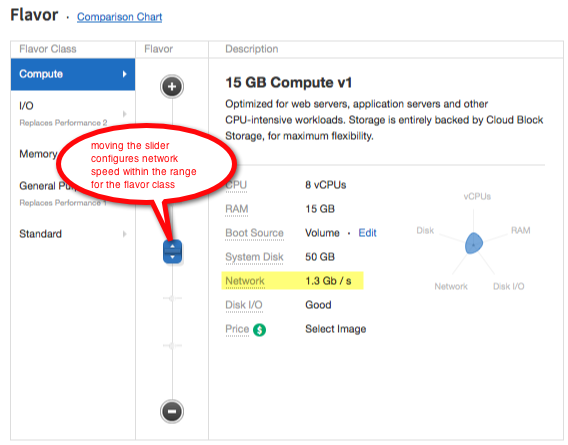 Flavor · Comparison Chart
Flavor Class Flavor Description
Compute
I/O
Replaces Performance 2
Memory
General Pu
Replaces Performance 1
Standard
moving the slider
configures network
speed within the range
for the flavor class
15 GB Compute v1
Optimized for web servers, application servers and other
CPU-intensive workloads. Storage is entirely backed by Cloud Block
Storage, for maximum flexibility.
CPU 8 vCPUs
RAM 15 GB
Boot Source Volume · Edit
System Disk 50 GB
Network 1.3 Gb / s
Disk I/O Good
Price $ Select Image
vCPUs
Disk RAM
Network Disk I/O